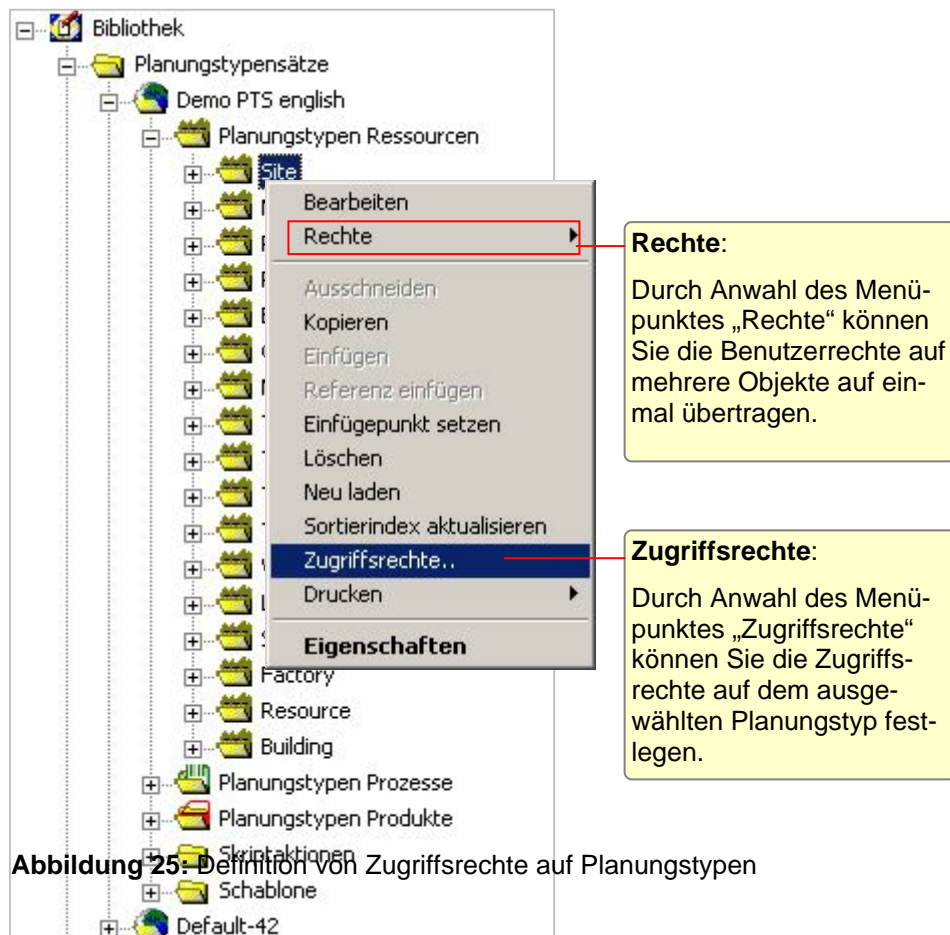 Bibliothek
Planungstypensätze
Demo PTS english
Planungstypen Ressourcen
Site
Bearbeiten
Rechte
Ausschneiden
Kopieren
Einfügen
Referenz einfügen
Einfügepunkt setzen
Löschen
Neu laden
Sortierindex aktualisieren
Zugriffsrechte..
Drucken
Eigenschaften
Factory
Resource
Building
Planungstypen Prozesse
Planungstypen Produkte
Skriptaktionen
Schablone
Default-42
Rechte:
Durch Anwahl des Menü-
punktes „Rechte“ können
Sie die Benutzerrechte auf
mehrere Objekte auf ein-
mal übertragen.
Zugriffsrechte:
Durch Anwahl des Menü-
punktes „Zugriffsrechte“
können Sie die Zugriffs-
rechte auf dem ausge-
wählten Planungstyp fest-
legen.
Abbildung 25: Definition von Zugriffsrechte auf Planungstypen